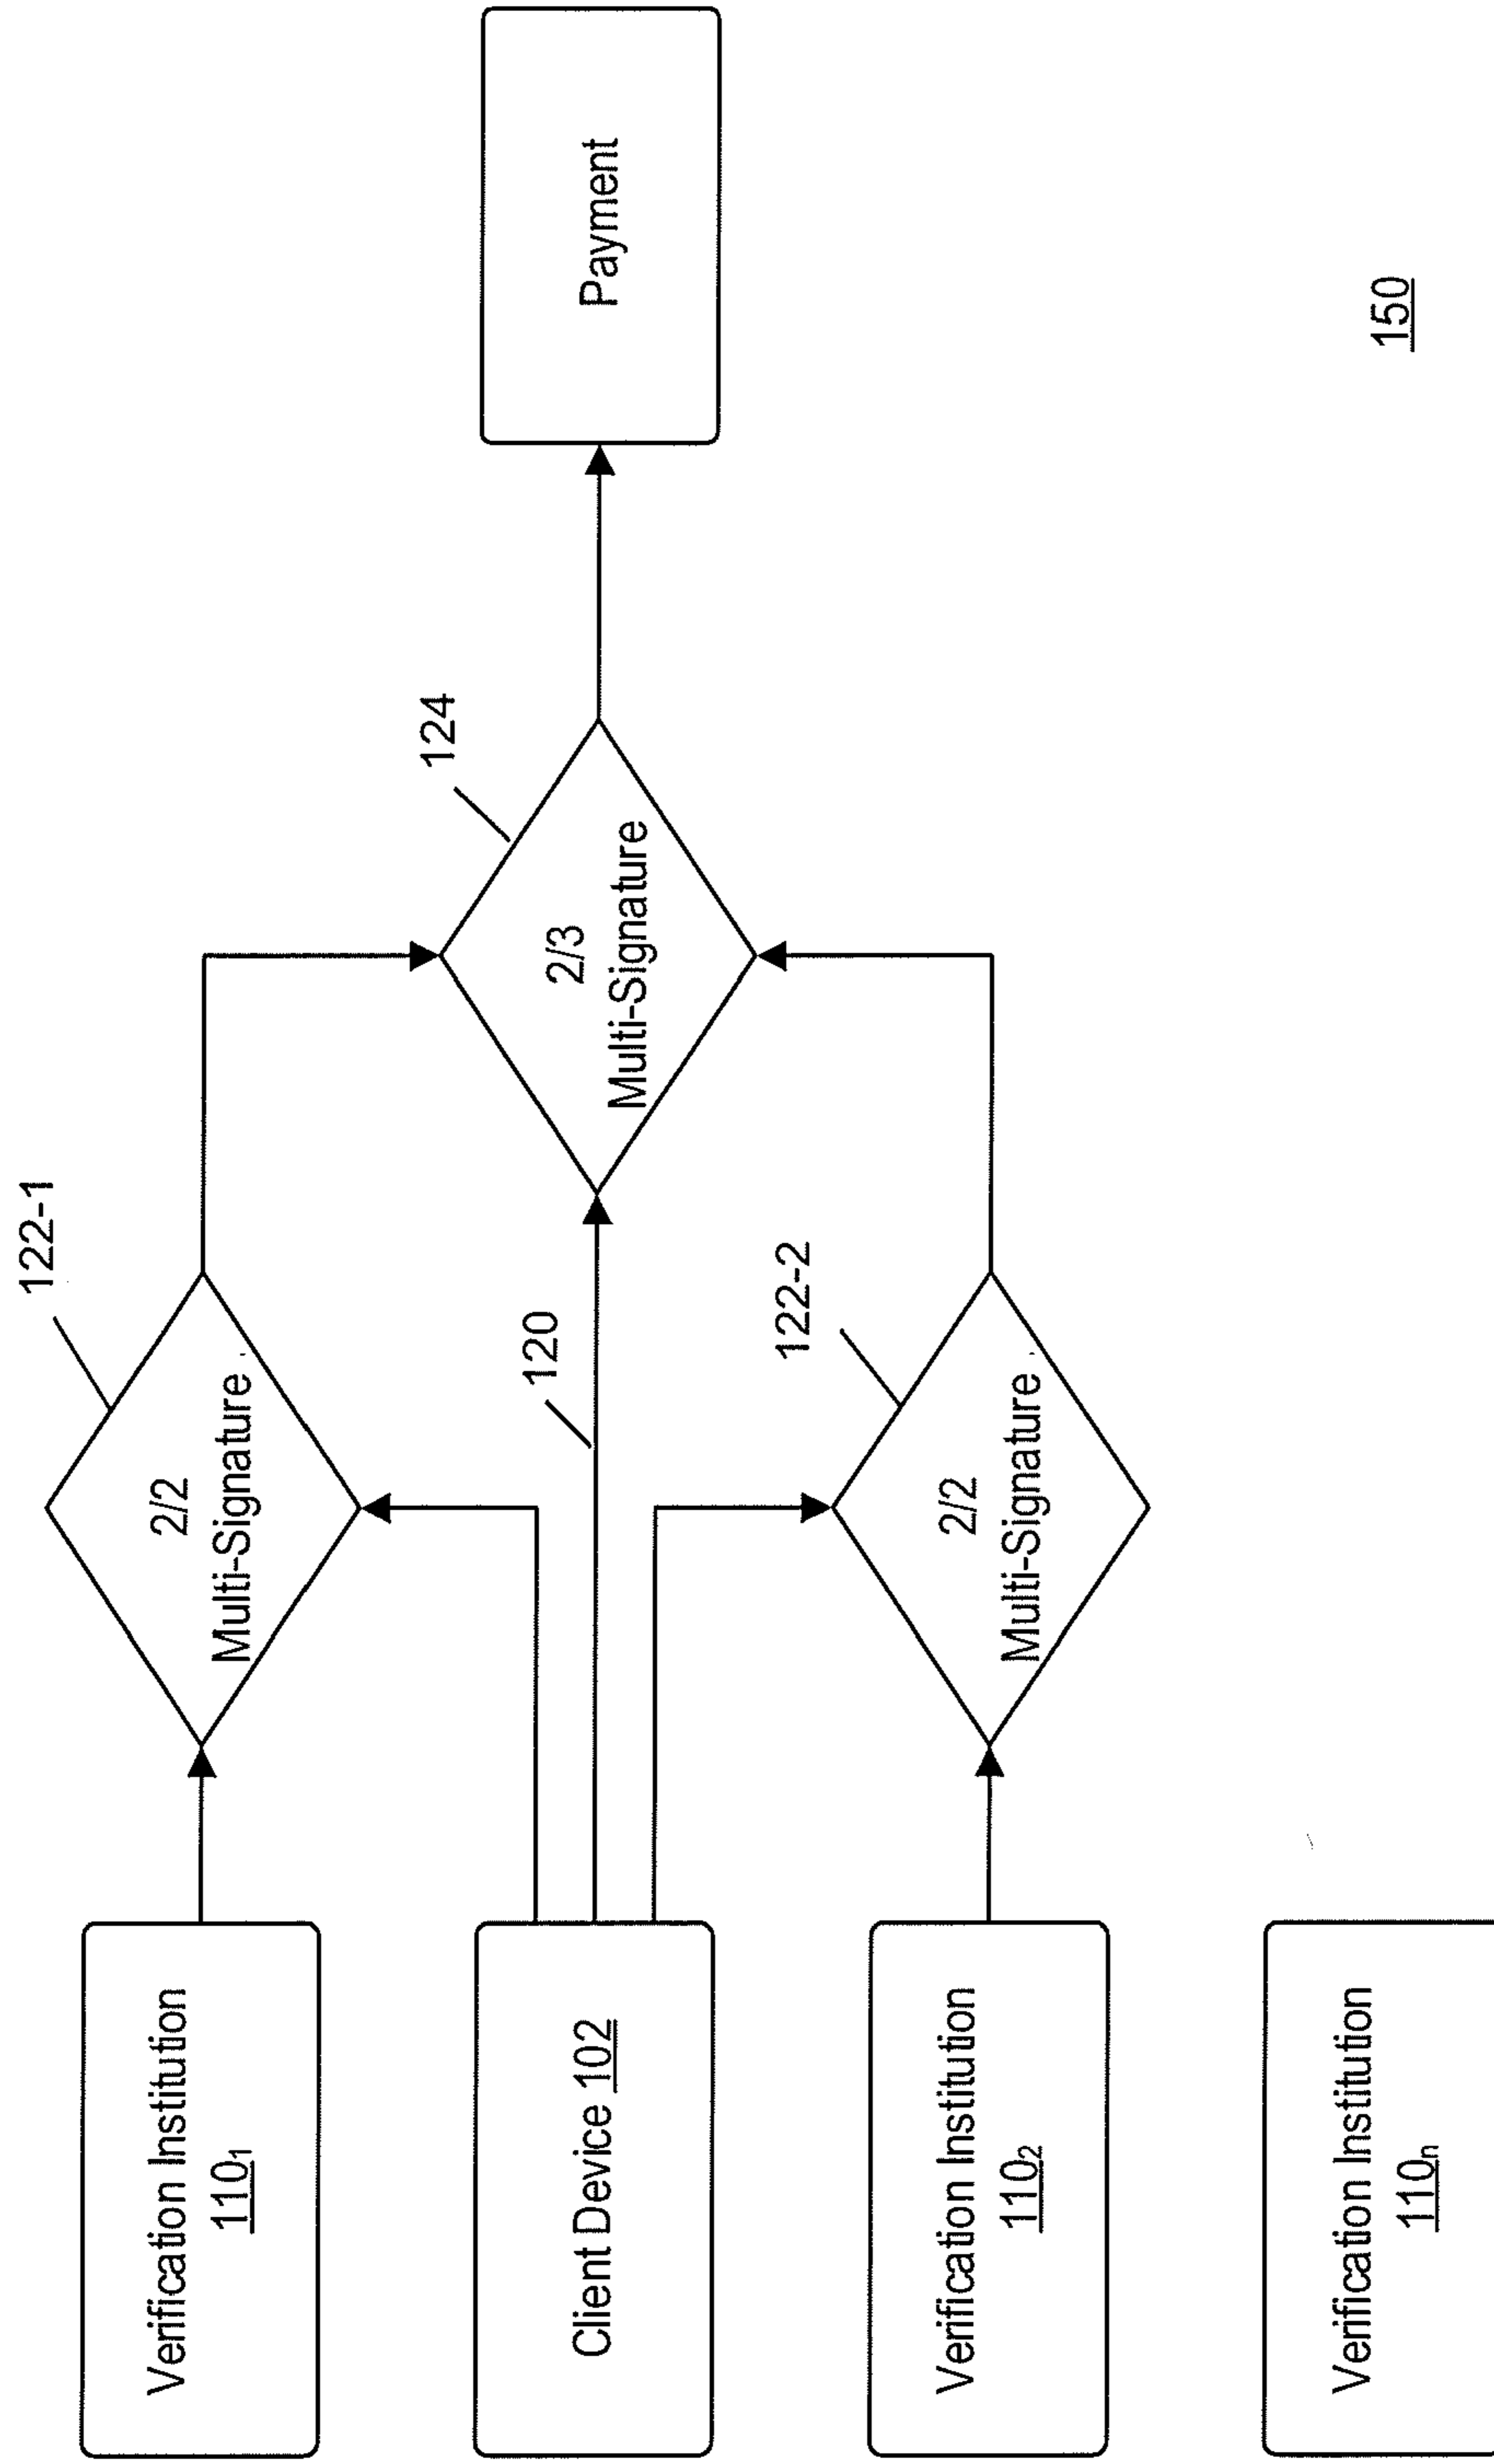 Verification Institution
110₁
Client Device 102
Verification Institution
110₂
Verification Institution
110ₙ
2/2
Multi-Signature
122-1
120
2/2
Multi-Signature
122-2
2/3
Multi-Signature
124
Payment
150